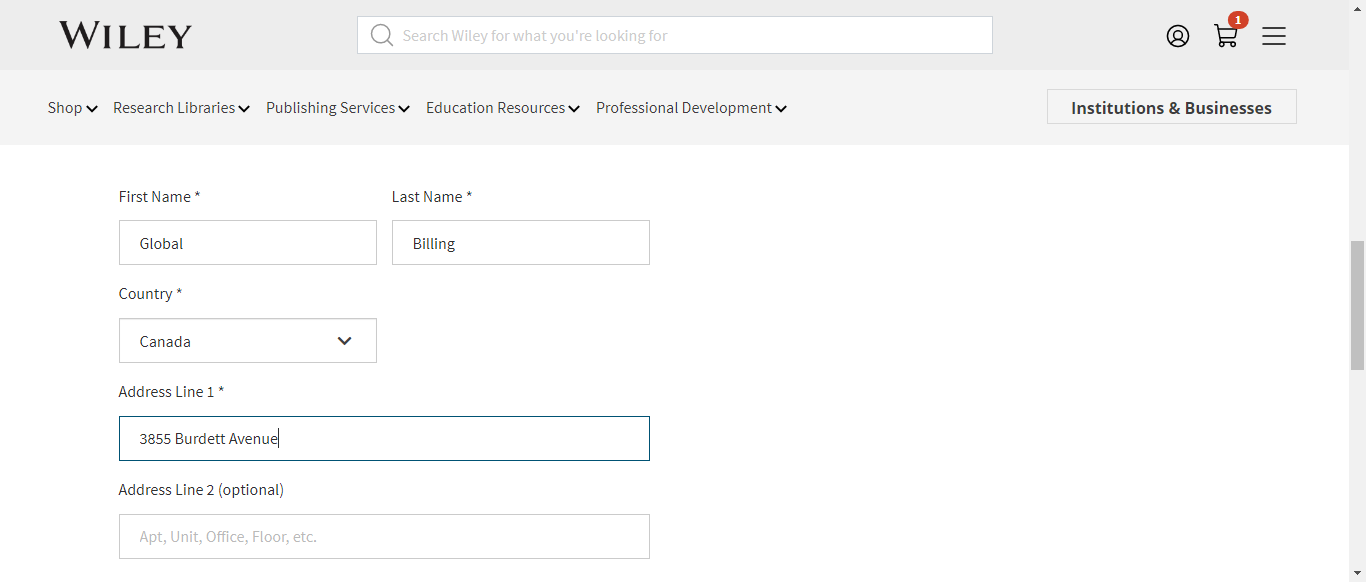 WILEY
Search Wiley for what you're looking for
1
Shop Research Libraries Publishing Services Education Resources Professional Development Institutions & Businesses
First Name * Last Name *
Global Billing
Country *
Canada
Address Line 1 *
3855 Burdett Avenue
Address Line 2 (optional)
Apt, Unit, Office, Floor, etc.